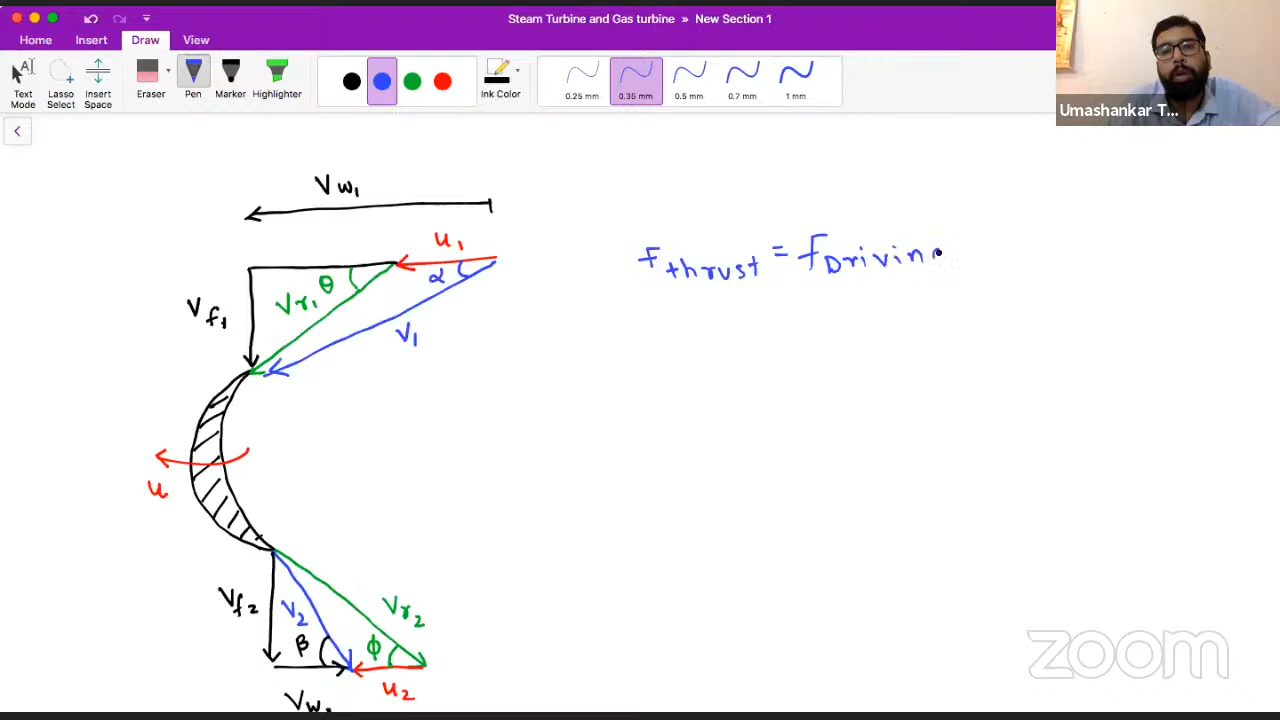 Steam Turbine and Gas turbine » New Section 1
Home Insert Draw View
Text Mode
Lasso Select
Insert Space
Eraser
Pen
Marker
Highlighter
Ink Color
0.25 mm
0.35 mm
0.5 mm
0.7 mm
1 mm
Umashankar T...
Vw1
u1
α
θ
Vr1
Vf1
V1
F thrust = f Drivin
u
Vf2
V2
Vr2
β
ϕ
u2
Vw2
zoom